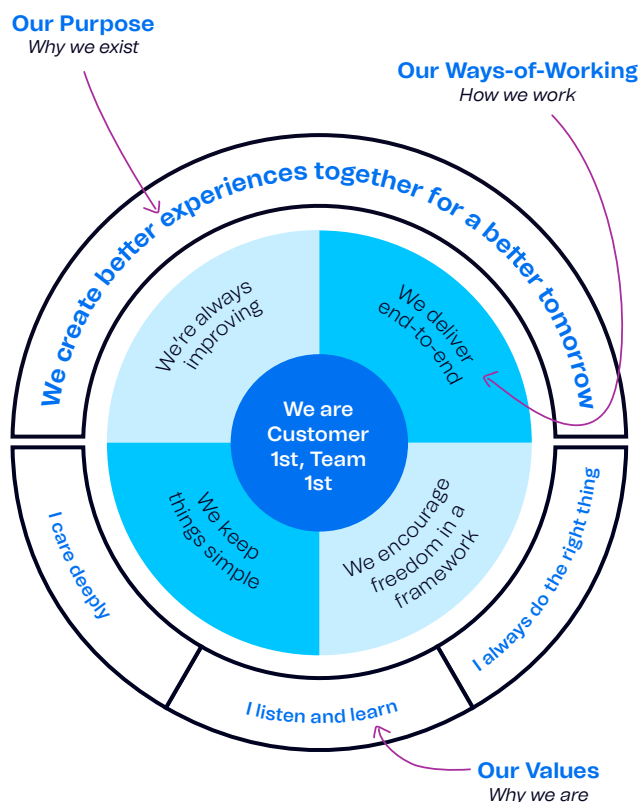 Our Purpose
Why we exist
Our Ways-of-Working
How we work
We create better experiences together for a better tomorrow
We're always
improving
We deliver
end-to-end
We are
Customer
1st, Team
1st
We keep
things simple
We encourage
freedom in a
framework
I care deeply
I listen and learn
I always do the right thing
Our Values
Why we are